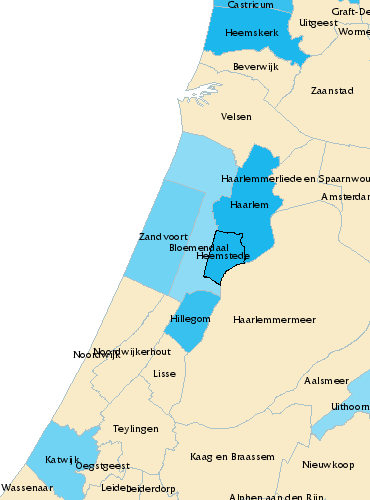 Castricum
Graft-De
Uitgeest
Heemskerk
Worme
Beverwijk
Zaanstad
Velsen
Haarlemmerliede en Spaarnwou
Amsterdam
Haarlem
Zandvoort
Bloemendaal
Heemstede
Hillegom
Haarlemmermeer
Noordwijkerhout
Noordwijk
Lisse
Aalsmeer
Uithoorn
Teylingen
Katwijk
Oegstgeest
Kaag en Braassem
Nieuwkoop
Wassenaar
Leiden
Leiderdorp
Alphen aan den Rijn